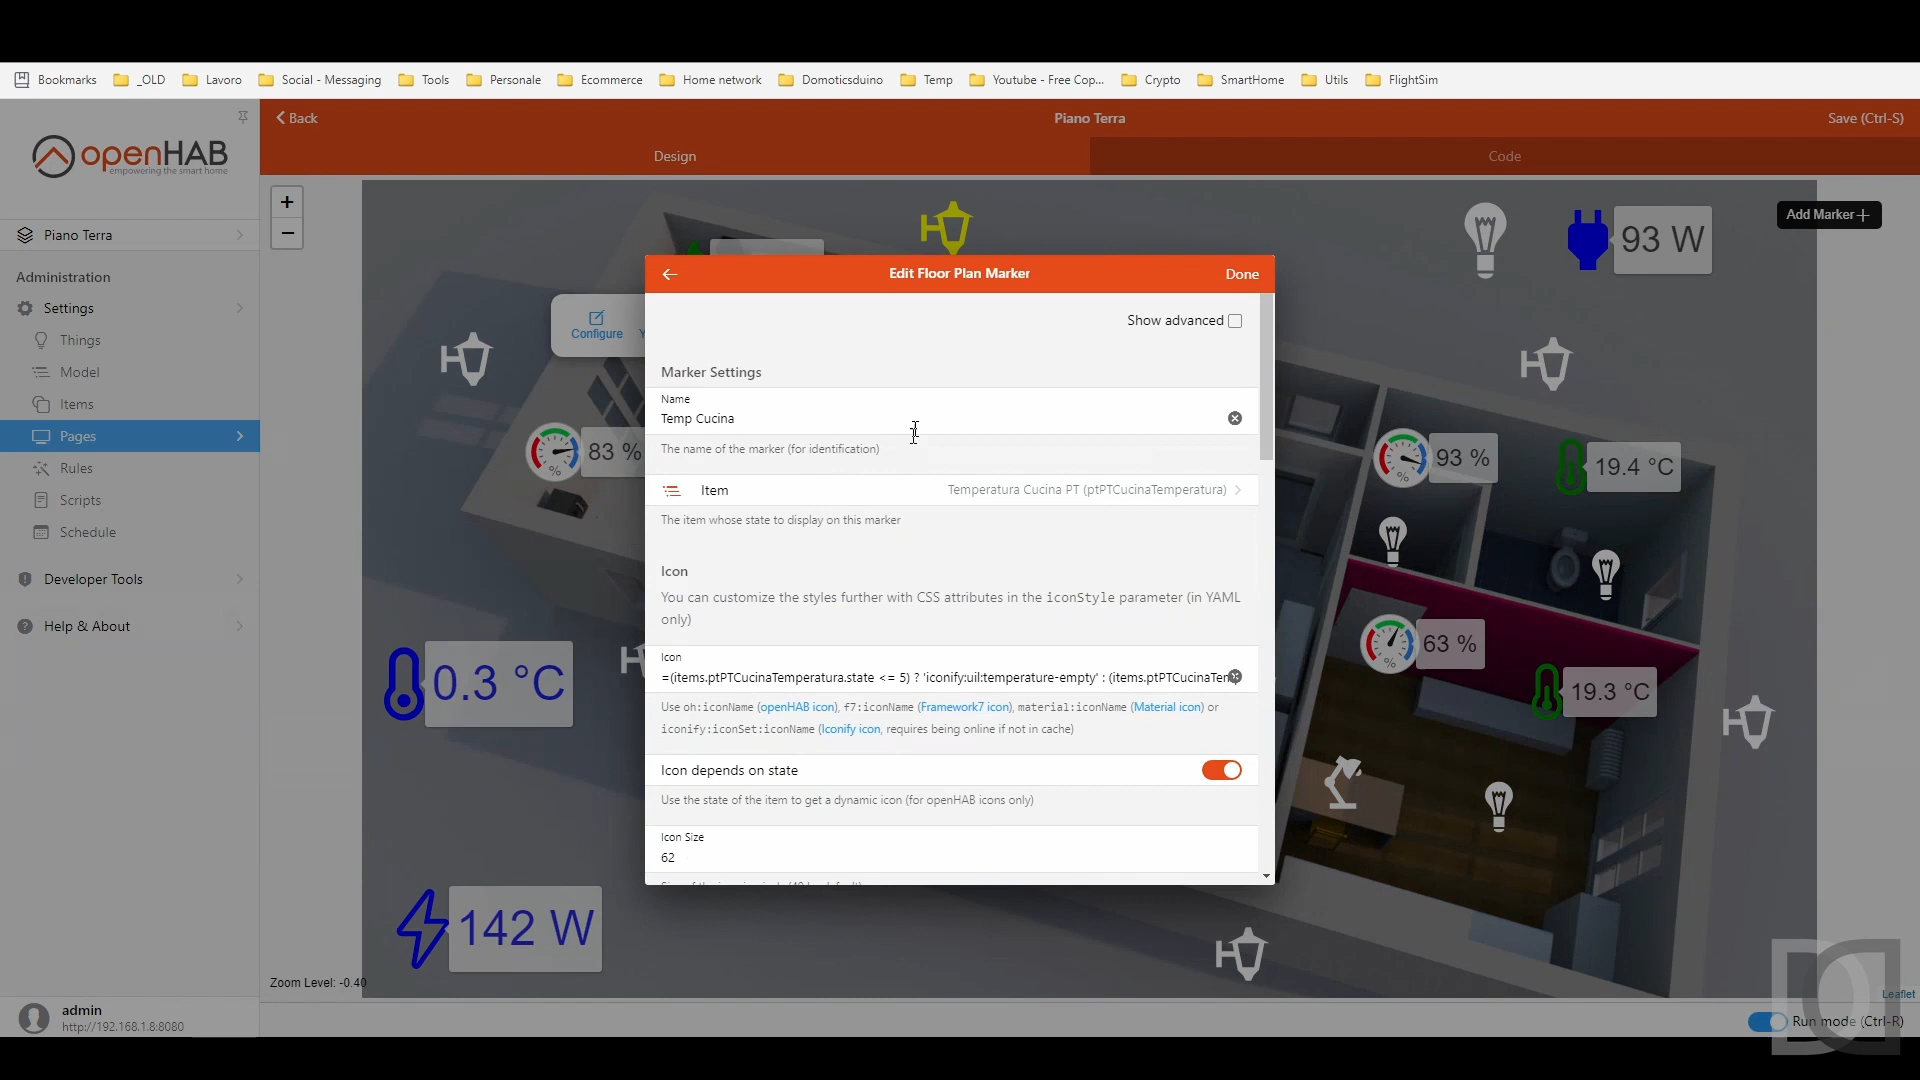 Bookmarks _OLD Lavoro Social - Messaging Tools Personale Ecommerce Home network Domoticsduino Temp Youtube - Free Cop... Crypto SmartHome Utils FlightSim
Back Piano Terra Save (Ctrl-S)
Design Code
openHAB
empowering the smart home
Piano Terra
Administration
Settings
Things
Model
Items
Pages
Rules
Scripts
Schedule
Developer Tools
Help & About
admin
http://192.168.1.8:8080
+
−
93 W
Add Marker
Configure
83 %
93 %
19.4 °C
63 %
19.3 °C
0.3 °C
142 W
Zoom Level: -0.40
Edit Floor Plan Marker Done
Show advanced
Marker Settings
Name
Temp Cucina
The name of the marker (for identification)
Item Temperatura Cucina PT (ptPTCucinaTemperatura)
The item whose state to display on this marker
Icon
You can customize the styles further with CSS attributes in the iconStyle parameter (in YAML
only)
Icon
=(items.ptPTCucinaTemperatura.state <= 5) ? 'iconify:uil:temperature-empty' : (items.ptPTCucinaTem
Use oh:iconName (openHAB icon), f7:iconName (Framework7 icon), material:iconName (Material icon) or
iconify:iconSet:iconName (Iconify icon, requires being online if not in cache)
Icon depends on state
Use the state of the item to get a dynamic icon (for openHAB icons only)
Icon Size
62
Leaflet
Run mode (Ctrl-R)